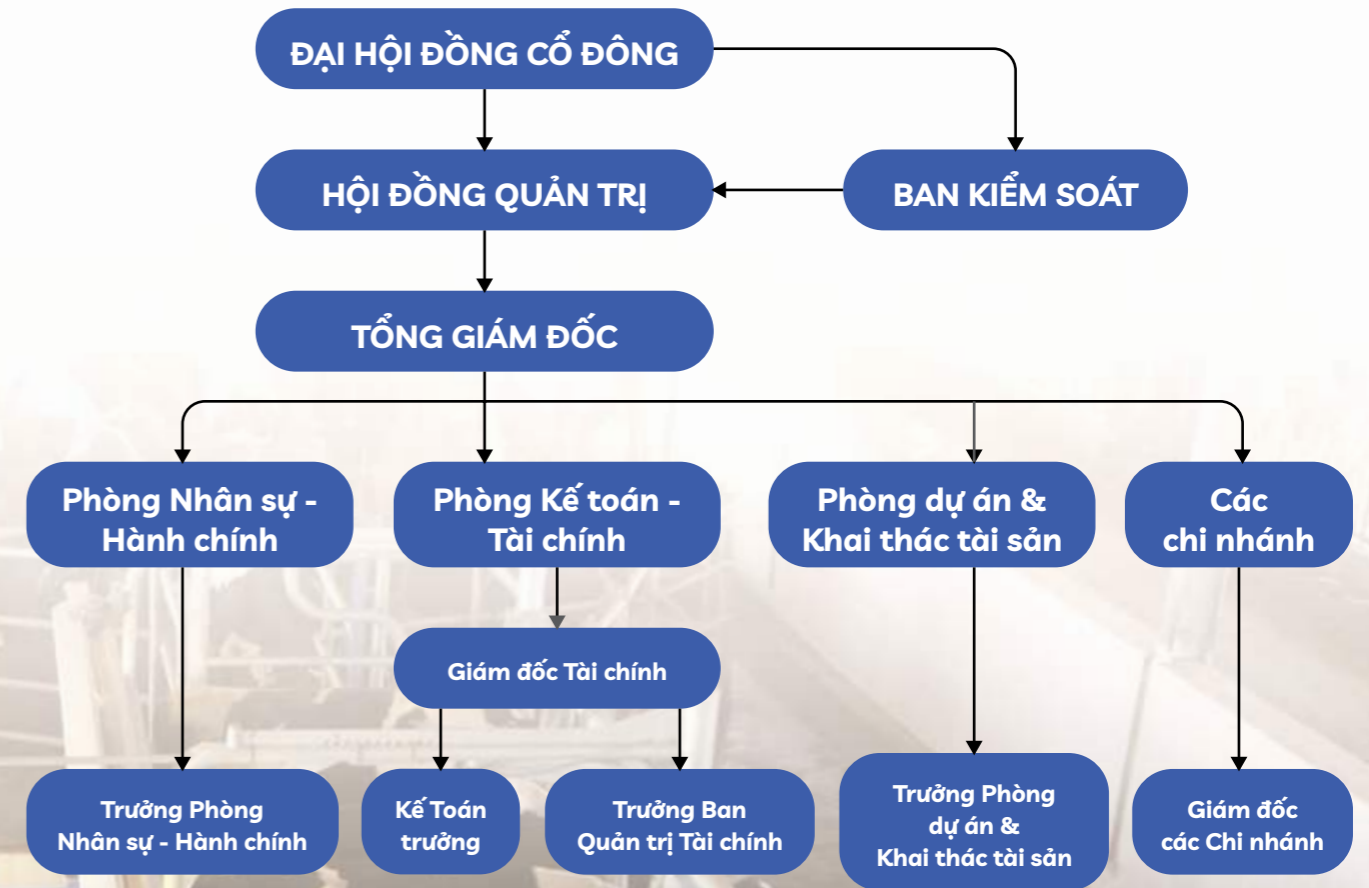 ĐẠI HỘI ĐỒNG CỔ ĐÔNG
HỘI ĐỒNG QUẢN TRỊ
BAN KIỂM SOÁT
TỔNG GIÁM ĐỐC
Phòng Nhân sự -
Hành chính
Phòng Kế toán -
Tài chính
Phòng dự án &
Khai thác tài sản
Các
chi nhánh
Giám đốc Tài chính
Trưởng Phòng
Nhân sự - Hành chính
Kế Toán
trưởng
Trưởng Ban
Quản trị Tài chính
Trưởng Phòng
dự án &
Khai thác tài sản
Giám đốc
các Chi nhánh